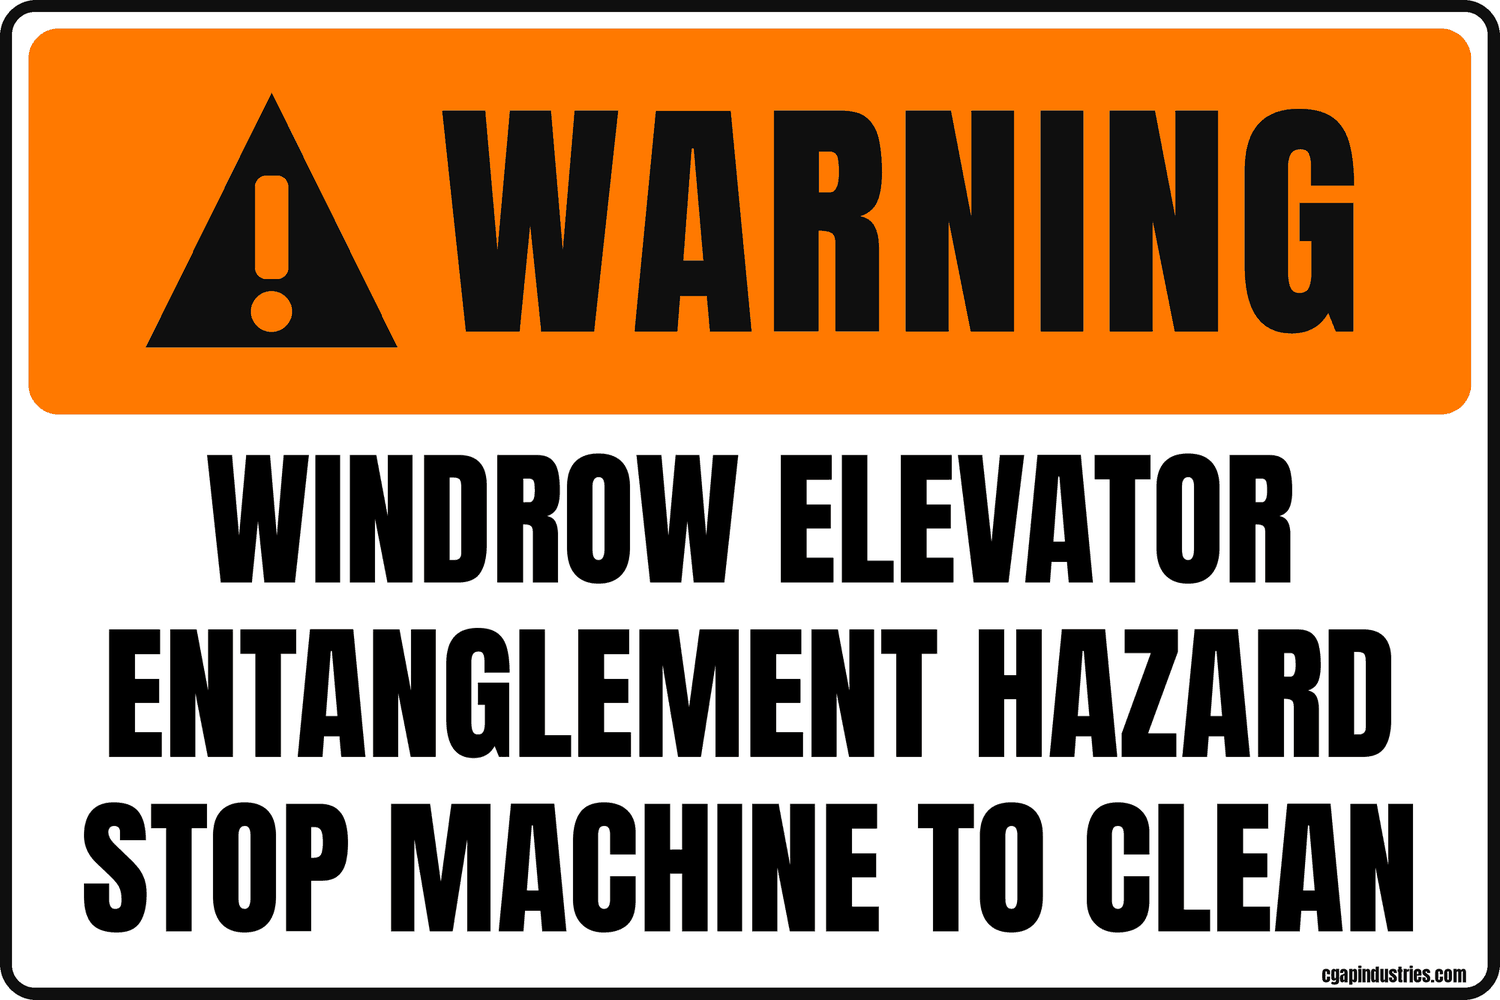 WARNING
WINDROW ELEVATOR
ENTANGLEMENT HAZARD
STOP MACHINE TO CLEAN
cgapindustries.com